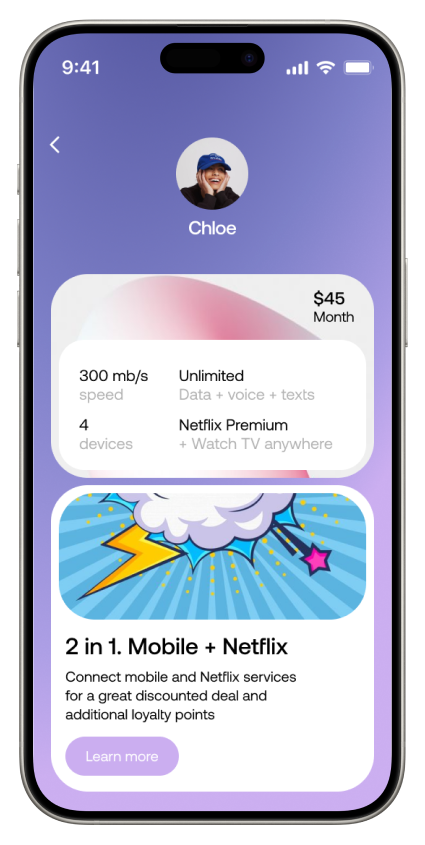 9:41
Chloe
$45
Month
300 mb/s
speed
Unlimited
Data + voice + texts
4
devices
Netflix Premium
+ Watch TV anywhere
2 in 1. Mobile + Netflix
Connect mobile and Netflix services
for a great discounted deal and
additional loyalty points
Learn more